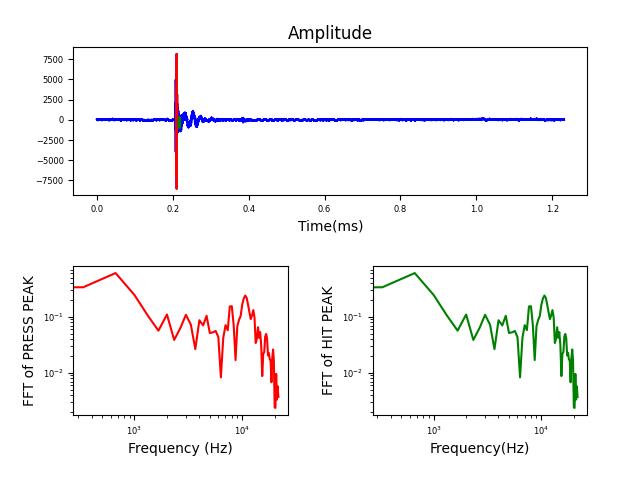 Amplitude
7500
5000
2500
0
−2500
−5000
−7500
0.0 0.2 0.4 0.6 0.8 1.0 1.2
Time(ms)
FFT of PRESS PEAK
10⁻¹
10⁻²
10³ 10⁴
Frequency (Hz)
FFT of HIT PEAK
10⁻¹
10⁻²
10³ 10⁴
Frequency(Hz)